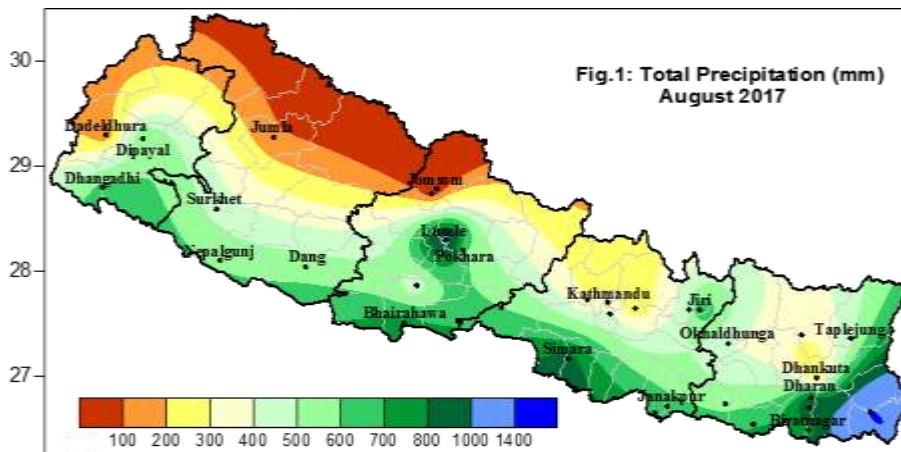 30
Fig.1: Total Precipitation (mm)
August 2017
Dadeldhura
Jumla
Dipayal
29
Dhangadhi
Jomsom
Surkhet
Lumle
Nepalgunj
Dang
Pokhara
28
Kathmandu
Jiri
Bhairahawa
Okhaldhunga
Taplejung
Simara
27
Dhankuta
Dharan
Janakpur
Biratnagar
100 200 300 400 500 600 700 800 1000 1400